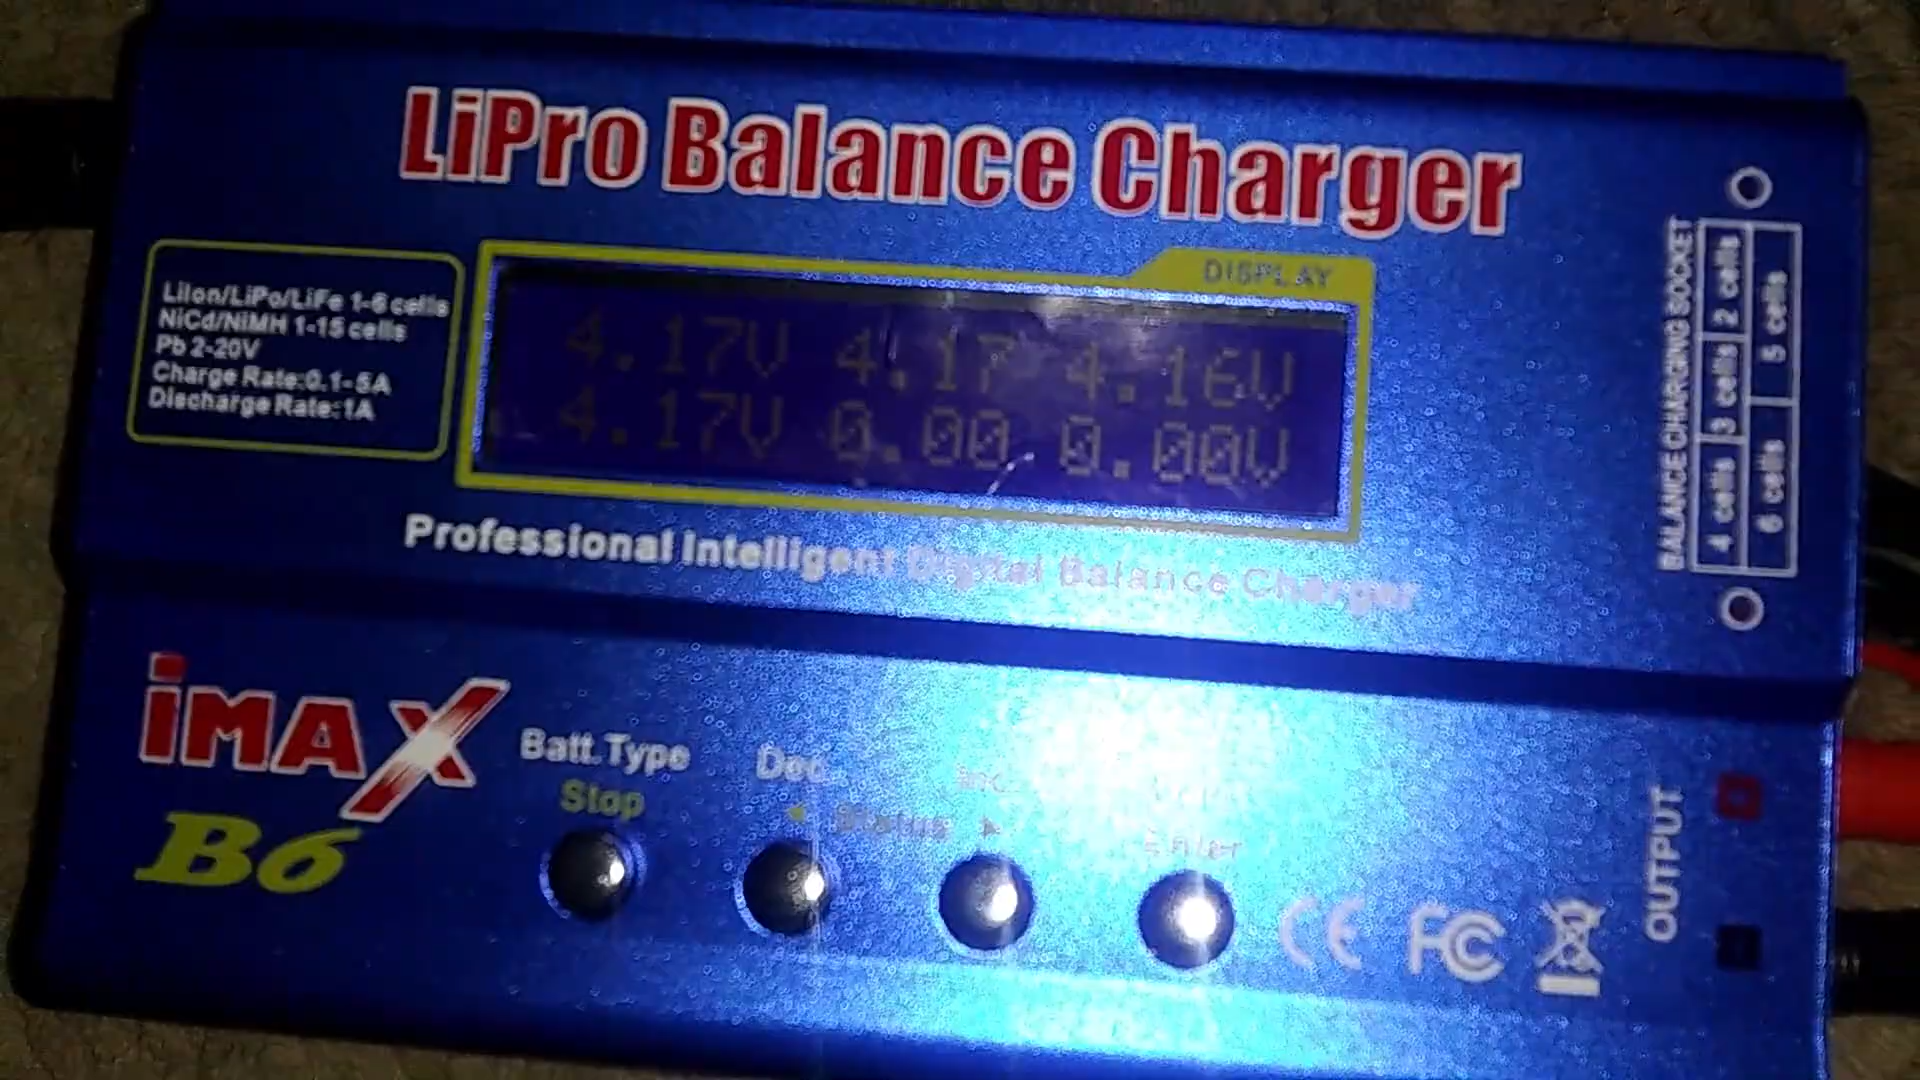 LiPro Balance Charger
LiIon/LiPo/LiFe 1-6 cells
NiCd/NiMH 1-15 cells
Pb 2-20V
Charge Rate:0.1-5A
Discharge Rate:1A
DISPLAY
4.17V 4.17 4.16V
4.17V 0.00 0.00V
Professional Intelligent Digital Balance Charger
BALANCE CHARGING SOCKET
4 cells 3 cells 2 cells
6 cells 5 cells
iMAX
B6
Batt.Type
Stop
Dec.
Inc.
◄ Status ►
Enter
CE FC
OUTPUT